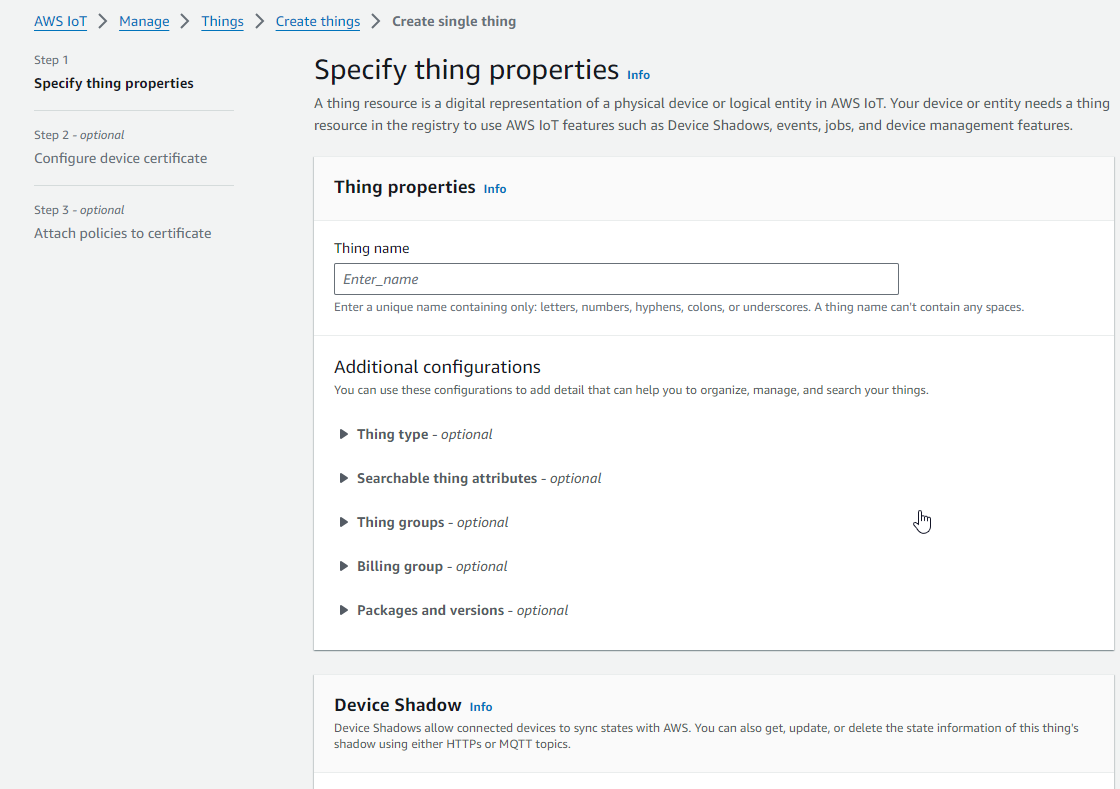 AWS IoT > Manage > Things > Create things > Create single thing
Step 1
Specify thing properties
Step 2 - optional
Configure device certificate
Step 3 - optional
Attach policies to certificate
Specify thing properties Info
A thing resource is a digital representation of a physical device or logical entity in AWS IoT. Your device or entity needs a thing
resource in the registry to use AWS IoT features such as Device Shadows, events, jobs, and device management features.
Thing properties Info
Thing name
Enter_name
Enter a unique name containing only: letters, numbers, hyphens, colons, or underscores. A thing name can't contain any spaces.
Additional configurations
You can use these configurations to add detail that can help you to organize, manage, and search your things.
Thing type - optional
Searchable thing attributes - optional
Thing groups - optional
Billing group - optional
Packages and versions - optional
Device Shadow Info
Device Shadows allow connected devices to sync states with AWS. You can also get, update, or delete the state information of this thing's
shadow using either HTTPs or MQTT topics.